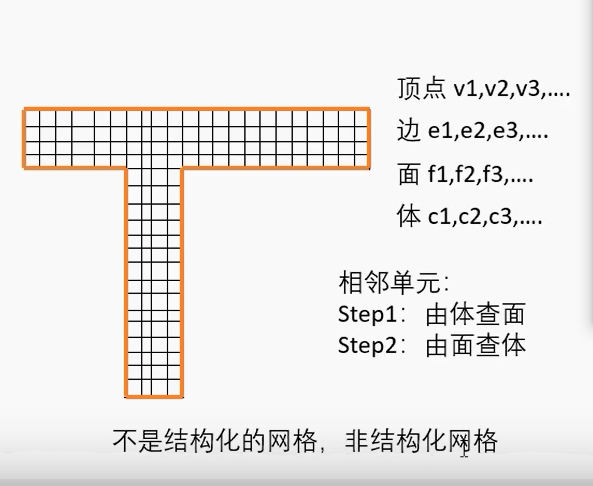 顶点 v1,v2,v3,....
边 e1,e2,e3,....
面 f1,f2,f3,....
体 c1,c2,c3,....
相邻单元：
Step1： 由体查面
Step2： 由面查体
不是结构化的网格，非结构化网格